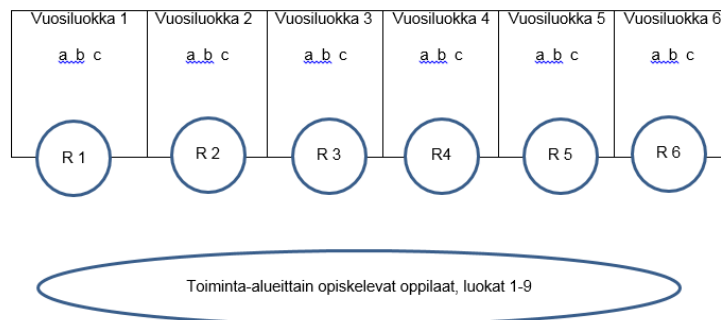 Vuosiluokka 1 Vuosiluokka 2 Vuosiluokka 3 Vuosiluokka 4 Vuosiluokka 5 Vuosiluokka 6
a b c a b c a b c a b c a b c a b c
R 1 R 2 R 3 R4 R 5 R 6
Toiminta-alueittain opiskelevat oppilaat, luokat 1-9